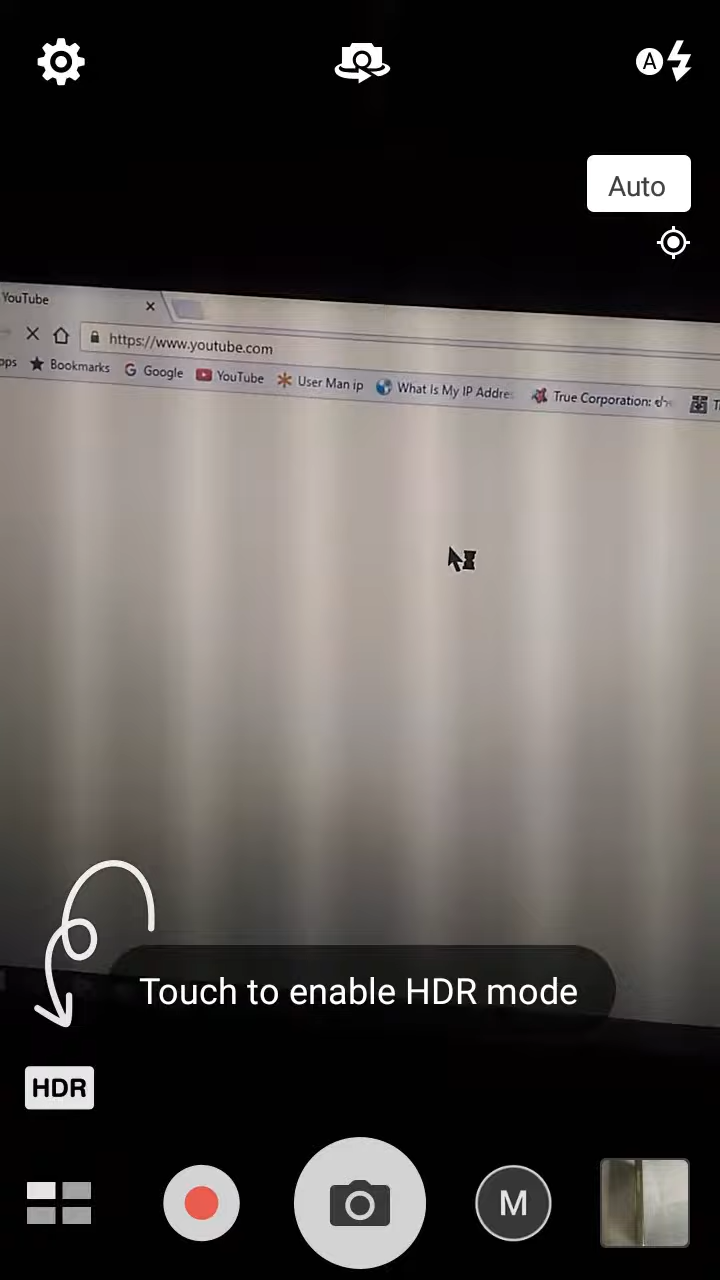 A
Auto
YouTube
https://www.youtube.com
Bookmarks
Google
YouTube
User Man ip
What Is My IP Addre
True Corporation:
Touch to enable HDR mode
HDR
M